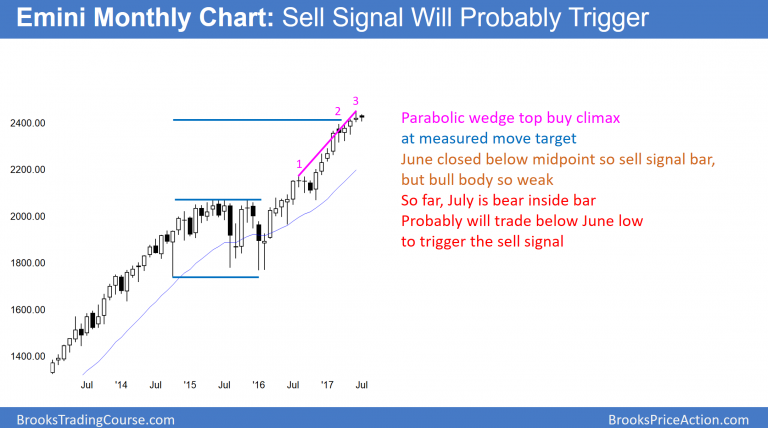 Emini Monthly Chart: Sell Signal Will Probably Trigger
Parabolic wedge top buy climax
at measured move target
June closed below midpoint so sell signal bar,
but bull body so weak
So far, July is bear inside bar
Probably will trade below June low
to trigger the sell signal
3
2
1
2400.00
2200.00
2000.00
1800.00
1600.00
1400.00
Jul '14 Jul '15 Jul '16 Jul '17 Jul
BrooksTradingCourse.com BrooksPriceAction.com